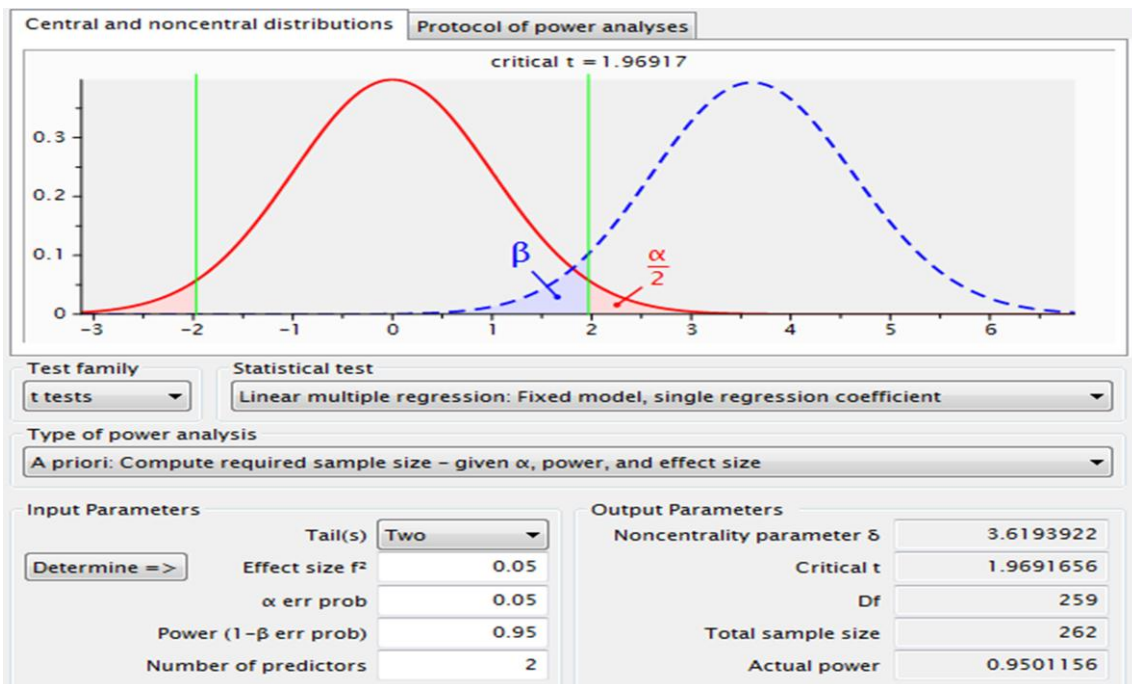 Central and noncentral distributions Protocol of power analyses
critical t = 1.96917
0.3
0.2
0.1
0
β
α
2
-3 -2 -1 0 1 2 3 4 5 6
Test family Statistical test
t tests Linear multiple regression: Fixed model, single regression coefficient
Type of power analysis
A priori: Compute required sample size – given α, power, and effect size
Input Parameters Output Parameters
Tail(s) Two Noncentrality parameter δ 3.6193922
Determine => Effect size f² 0.05 Critical t 1.9691656
α err prob 0.05 Df 259
Power (1-β err prob) 0.95 Total sample size 262
Number of predictors 2 Actual power 0.9501156